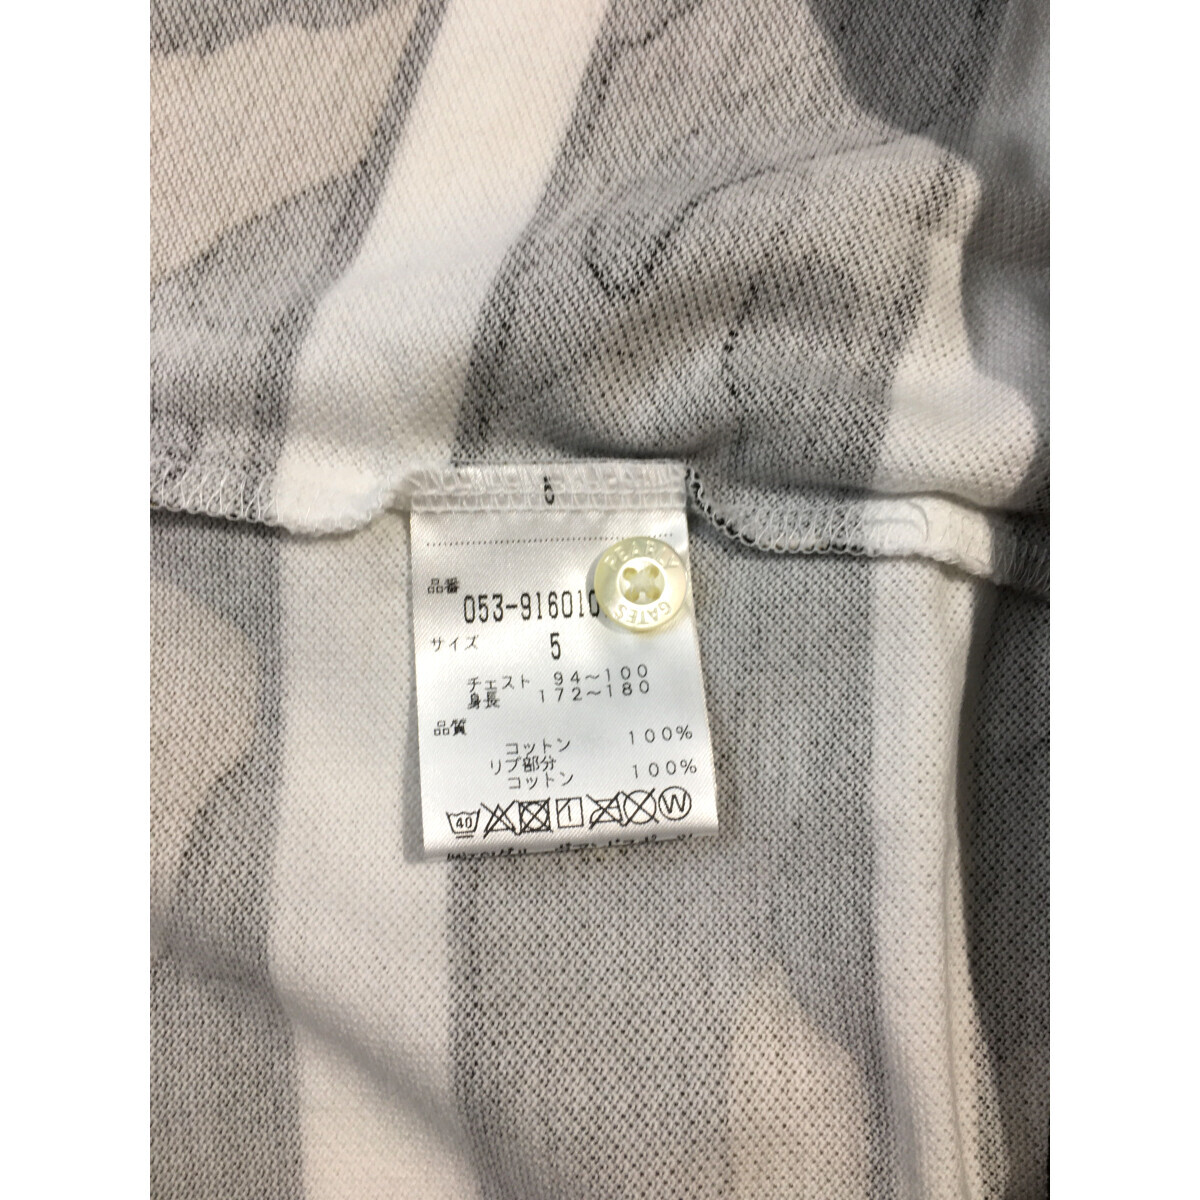 5
PEARLY
GATES
品番
053-916010
サイズ
5
チェスト 94～100
身長 172～180
品質
コットン 100%
リブ部分
コットン 100%
40
W